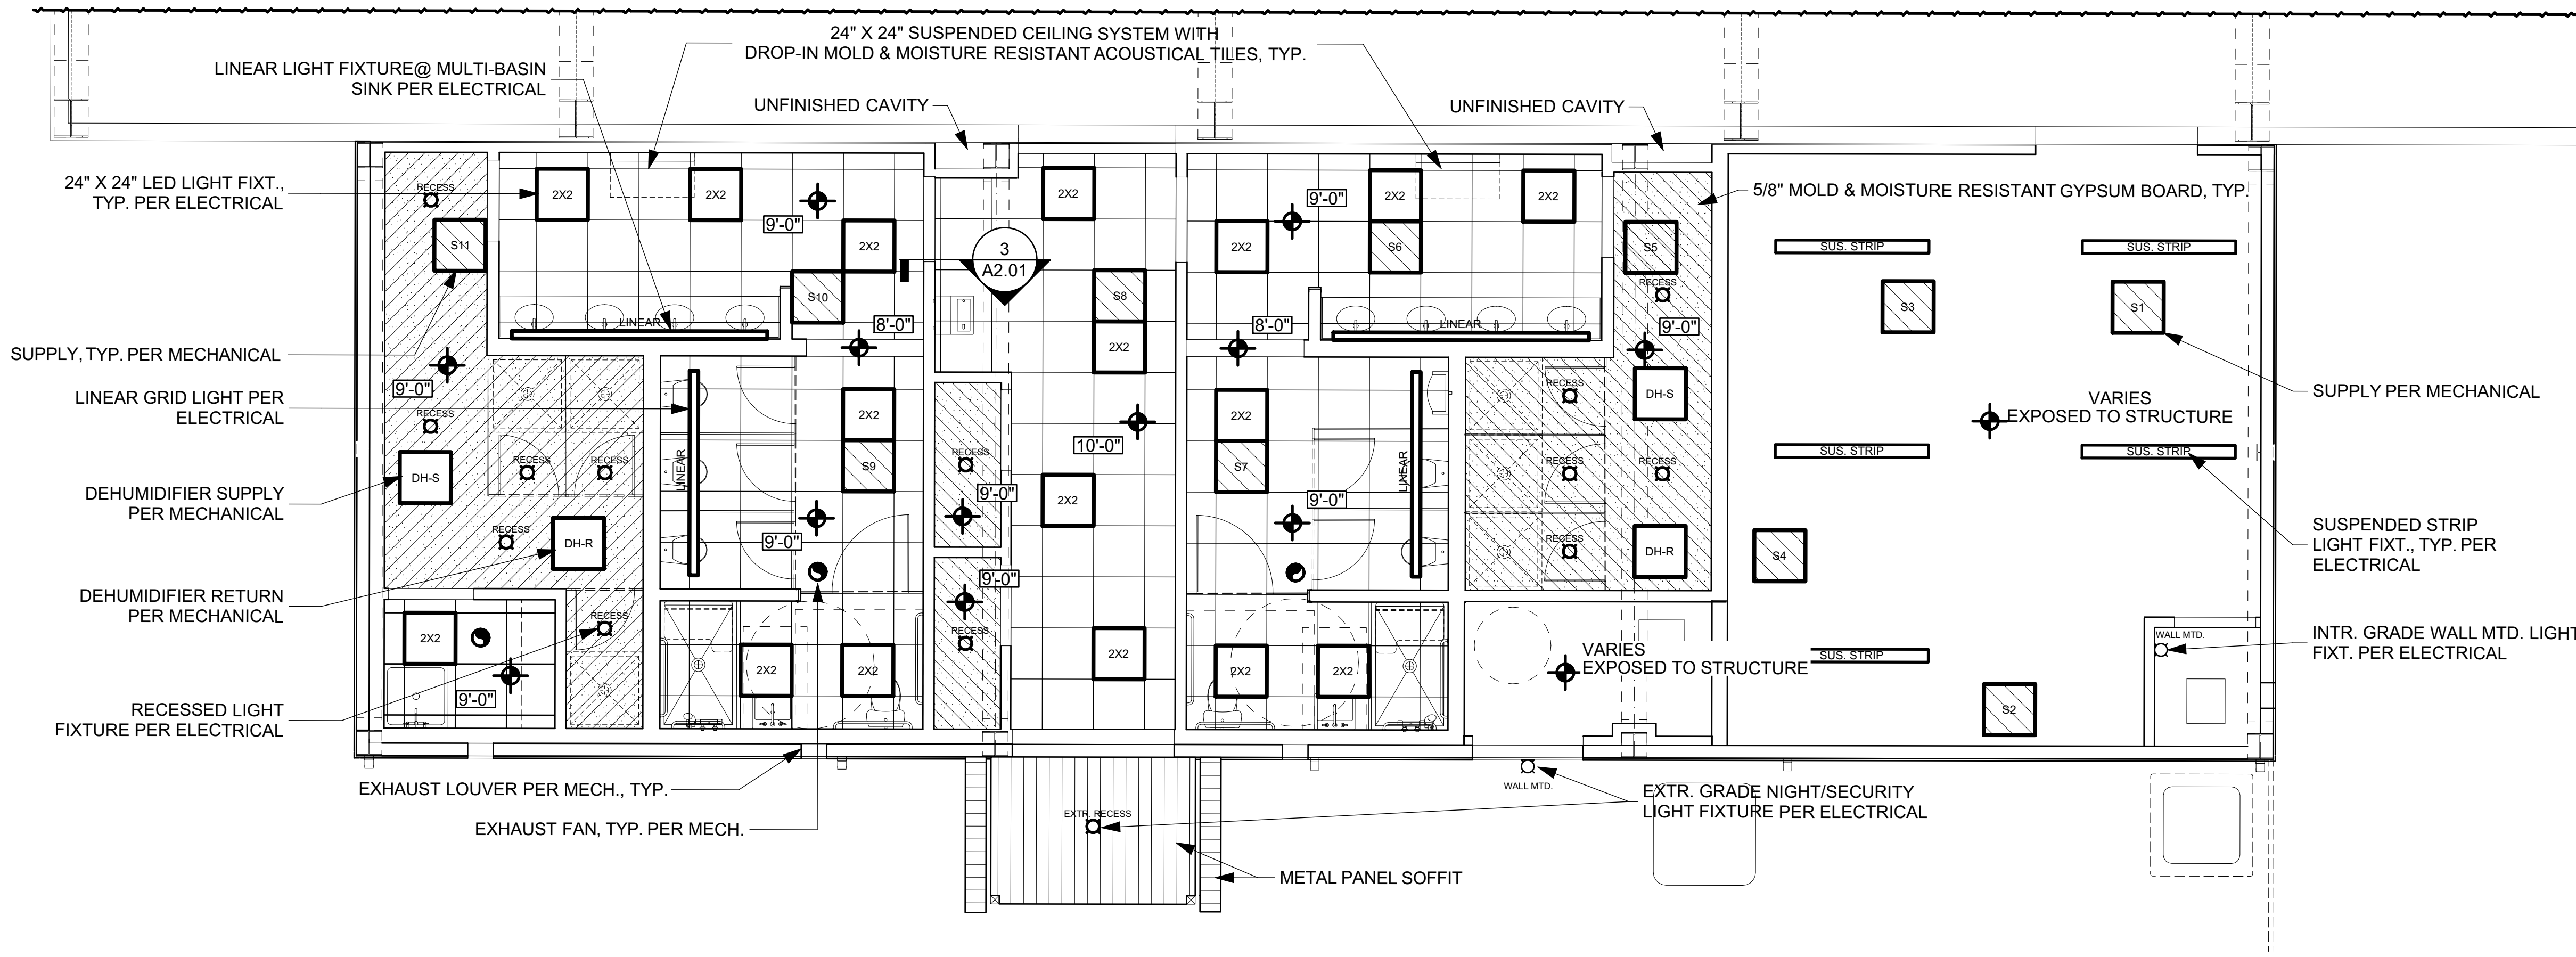 24" X 24" SUSPENDED CEILING SYSTEM WITH
DROP-IN MOLD & MOISTURE RESISTANT ACOUSTICAL TILES, TYP.
LINEAR LIGHT FIXTURE@ MULTI-BASIN
SINK PER ELECTRICAL
UNFINISHED CAVITY
UNFINISHED CAVITY
24" X 24" LED LIGHT FIXT.,
TYP. PER ELECTRICAL
5/8" MOLD & MOISTURE RESISTANT GYPSUM BOARD, TYP.
RECESS
2X2
2X2
9'-0"
2X2
2X2
9'-0"
2X2
2X2
S11
2X2
3
A2.01
2X2
S6
S5
SUS. STRIP
SUS. STRIP
S10
S8
RECESS
S3
S1
LINEAR
8'-0"
8'-0"
LINEAR
9'-0"
SUPPLY, TYP. PER MECHANICAL
2X2
9'-0"
LINEAR GRID LIGHT PER
ELECTRICAL
RECESS
2X2
2X2
RECESS
DH-S
SUPPLY PER MECHANICAL
VARIES
EXPOSED TO STRUCTURE
10'-0"
LINEAR
RECESS
RECESS
S9
RECESS
S7
LINEAR
RECESS
RECESS
SUS. STRIP
SUS. STRIP
DH-S
DEHUMIDIFIER SUPPLY
PER MECHANICAL
9'-0"
2X2
9'-0"
RECESS
DH-R
9'-0"
RECESS
DH-R
S4
SUSPENDED STRIP
LIGHT FIXT., TYP. PER
ELECTRICAL
DEHUMIDIFIER RETURN
PER MECHANICAL
9'-0"
RECESS
2X2
RECESS
2X2
2X2
2X2
2X2
2X2
VARIES
EXPOSED TO STRUCTURE
SUS. STRIP
WALL MTD.
INTR. GRADE WALL MTD. LIGHT
FIXT. PER ELECTRICAL
9'-0"
S2
RECESSED LIGHT
FIXTURE PER ELECTRICAL
EXHAUST LOUVER PER MECH., TYP.
WALL MTD.
EXTR. GRADE NIGHT/SECURITY
LIGHT FIXTURE PER ELECTRICAL
EXTR. RECESS
EXHAUST FAN, TYP. PER MECH.
METAL PANEL SOFFIT